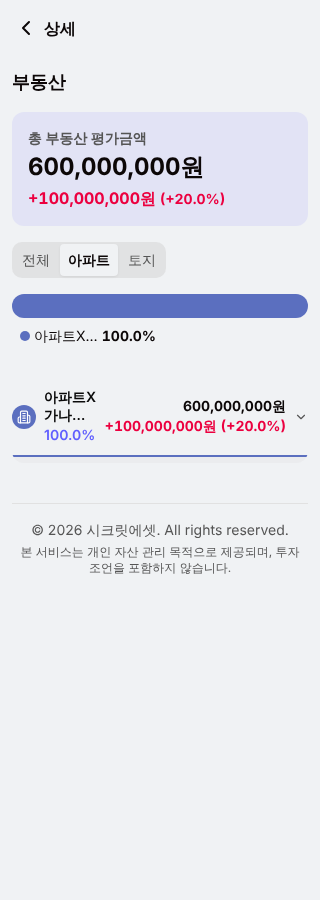 상세
부동산
총 부동산 평가금액
600,000,000원
+100,000,000원 (+20.0%)
전체 아파트 토지
아파트X... 100.0%
아파트X
가나...
100.0%
600,000,000원
+100,000,000원 (+20.0%)
© 2026 시크릿에셋. All rights reserved.
본 서비스는 개인 자산 관리 목적으로 제공되며, 투자
조언을 포함하지 않습니다.